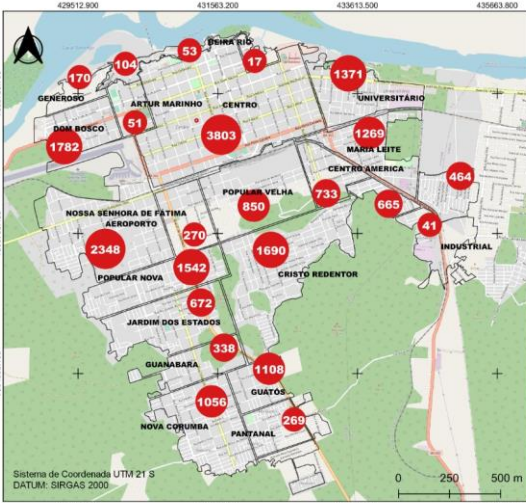 429512.900 431563.200 433613.500 435663.800
BEIRA RIO
53
17
104
170
1371
GENEROSO
ARTUR MARINHO
CENTRO
UNIVERSITÁRIO
51
DOM BOSCO
3803
1269
1782
MARIA LEITE
CENTRO AMERICA
464
POPULAR VELHA
733
850
665
NOSSA SENHORA DE FÁTIMA
AEROPORTO
270
41
2348
1690
INDUSTRIAL
1542
POPULAR NOVA
CRISTO REDENTOR
672
JARDIM DOS ESTADOS
338
GUANABARA
1108
GUATÓS
1056
269
NOVA CORUMBA
PANTANAL
Sistema de Coordenada UTM 21 S
DATUM: SIRGAS 2000
0 250 500 m